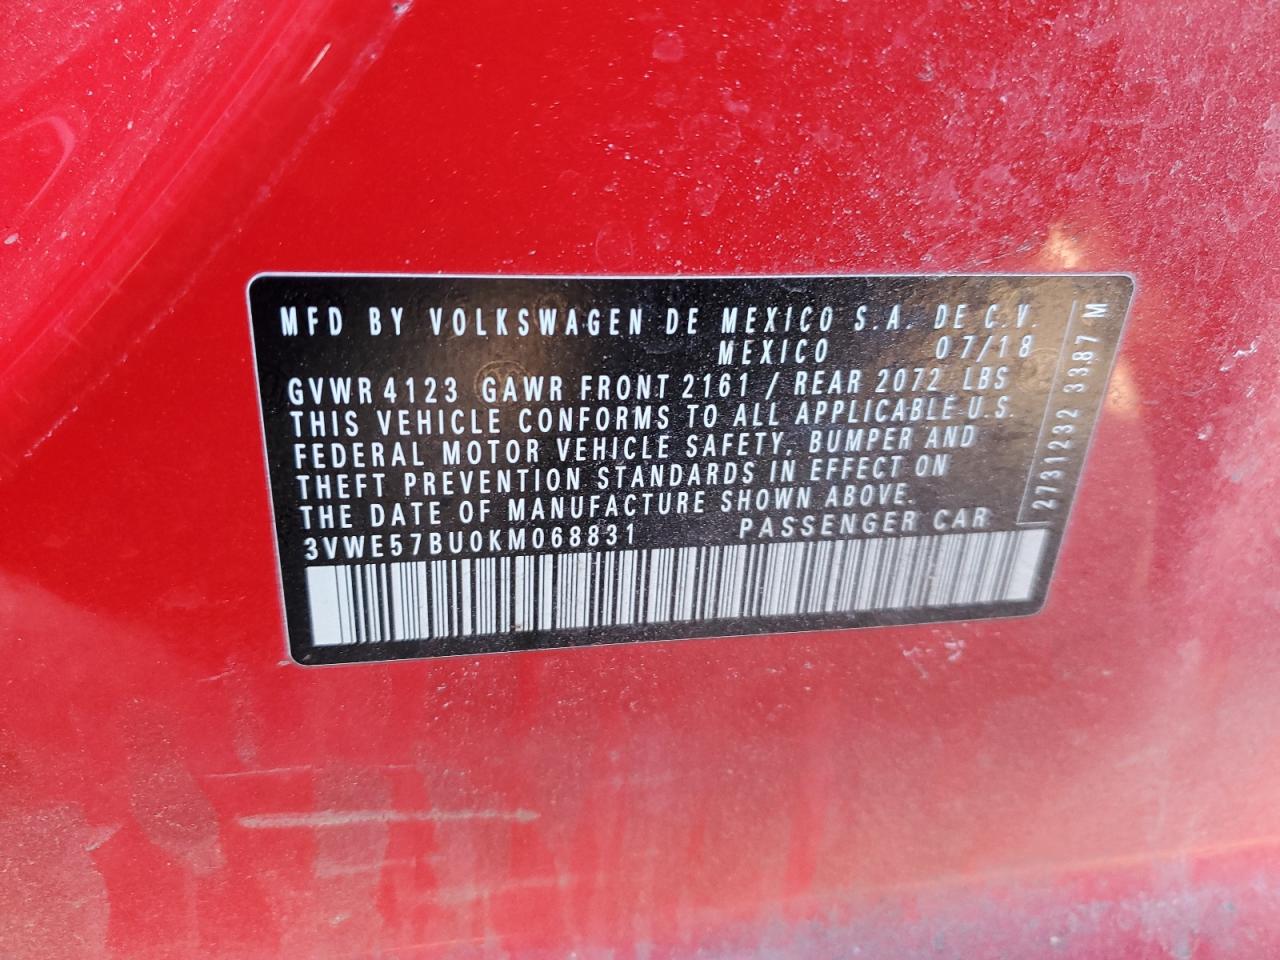 MFD BY VOLKSWAGEN DE MEXICO S.A. DE C.V.
MEXICO 07/18
GVWR 4123 GAWR FRONT 2161 / REAR 2072 LBS
THIS VEHICLE CONFORMS TO ALL APPLICABLE U.S.
FEDERAL MOTOR VEHICLE SAFETY, BUMPER AND
THEFT PREVENTION STANDARDS IN EFFECT ON
THE DATE OF MANUFACTURE SHOWN ABOVE.
3VWE57BU0KM068831 PASSENGER CAR
2731232 3387 M